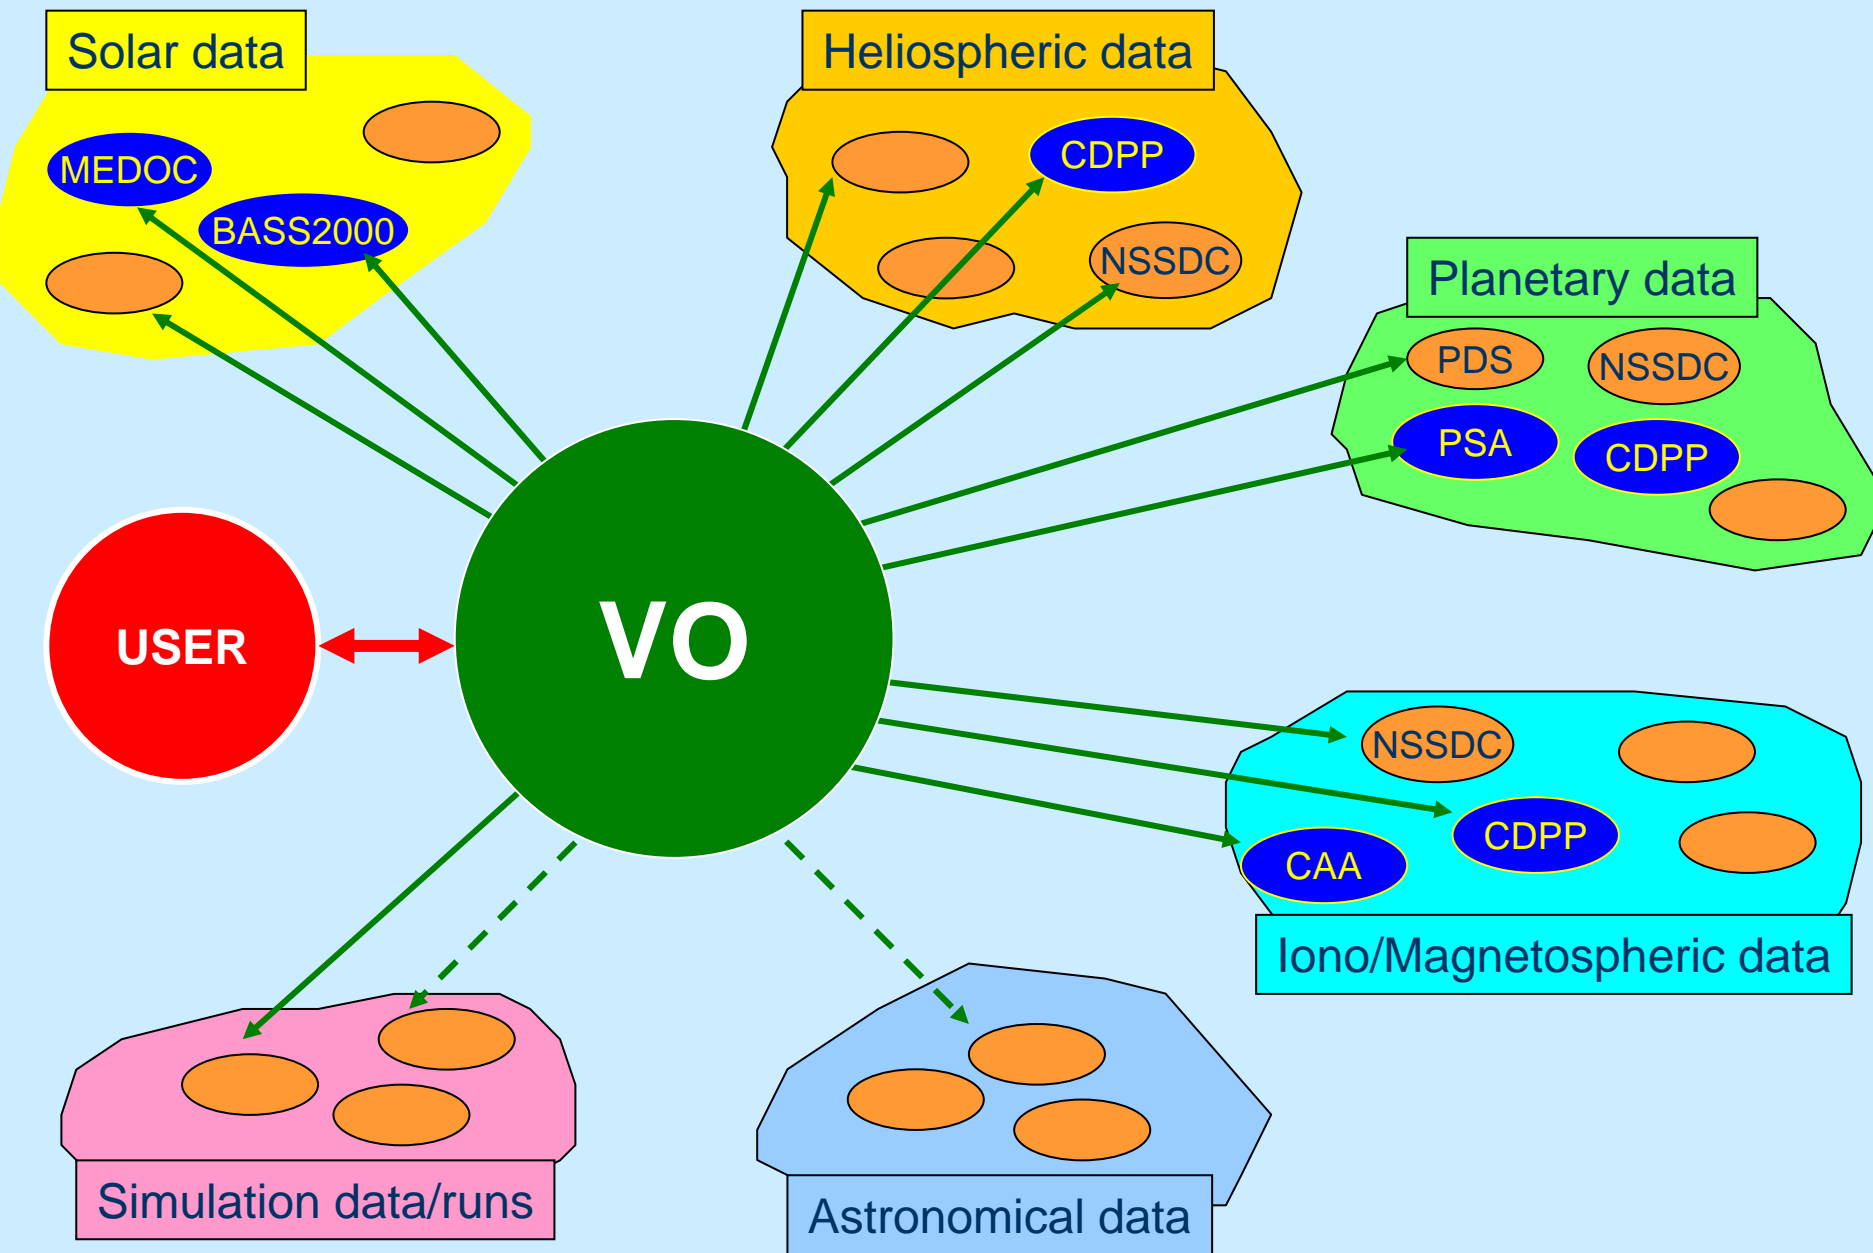 Solar data
MEDOC
BASS2000
Heliospheric data
CDPP
NSSDC
Planetary data
PDS
NSSDC
PSA
CDPP
USER
VO
NSSDC
CDPP
CAA
Iono/Magnetospheric data
Simulation data/runs
Astronomical data